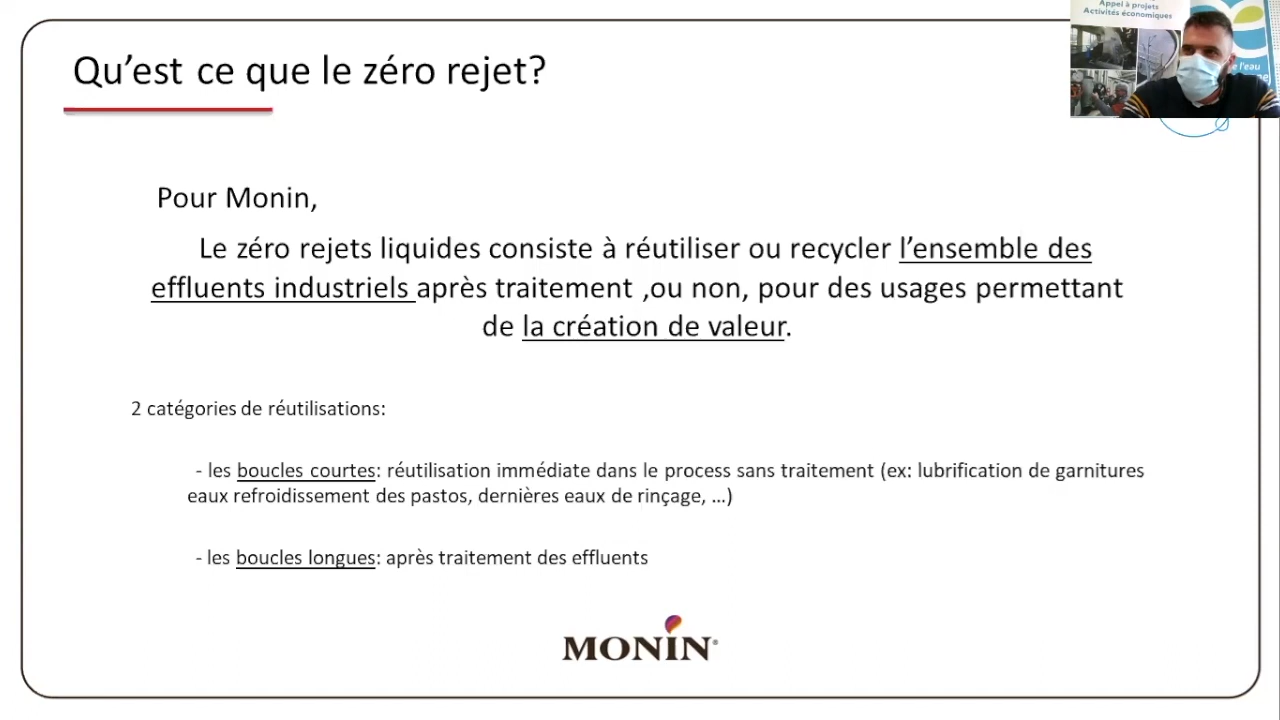 Appel à projets
Activités économiques
Qu’est ce que le zéro rejet?
e l'eau
Pour Monin,
Le zéro rejets liquides consiste à réutiliser ou recycler l’ensemble des
effluents industriels après traitement ,ou non, pour des usages permettant
de la création de valeur.
2 catégories de réutilisations:
- les boucles courtes: réutilisation immédiate dans le process sans traitement (ex: lubrification de garnitures
eaux refroidissement des pastos, dernières eaux de rinçage, …)
- les boucles longues: après traitement des effluents
MONIN®